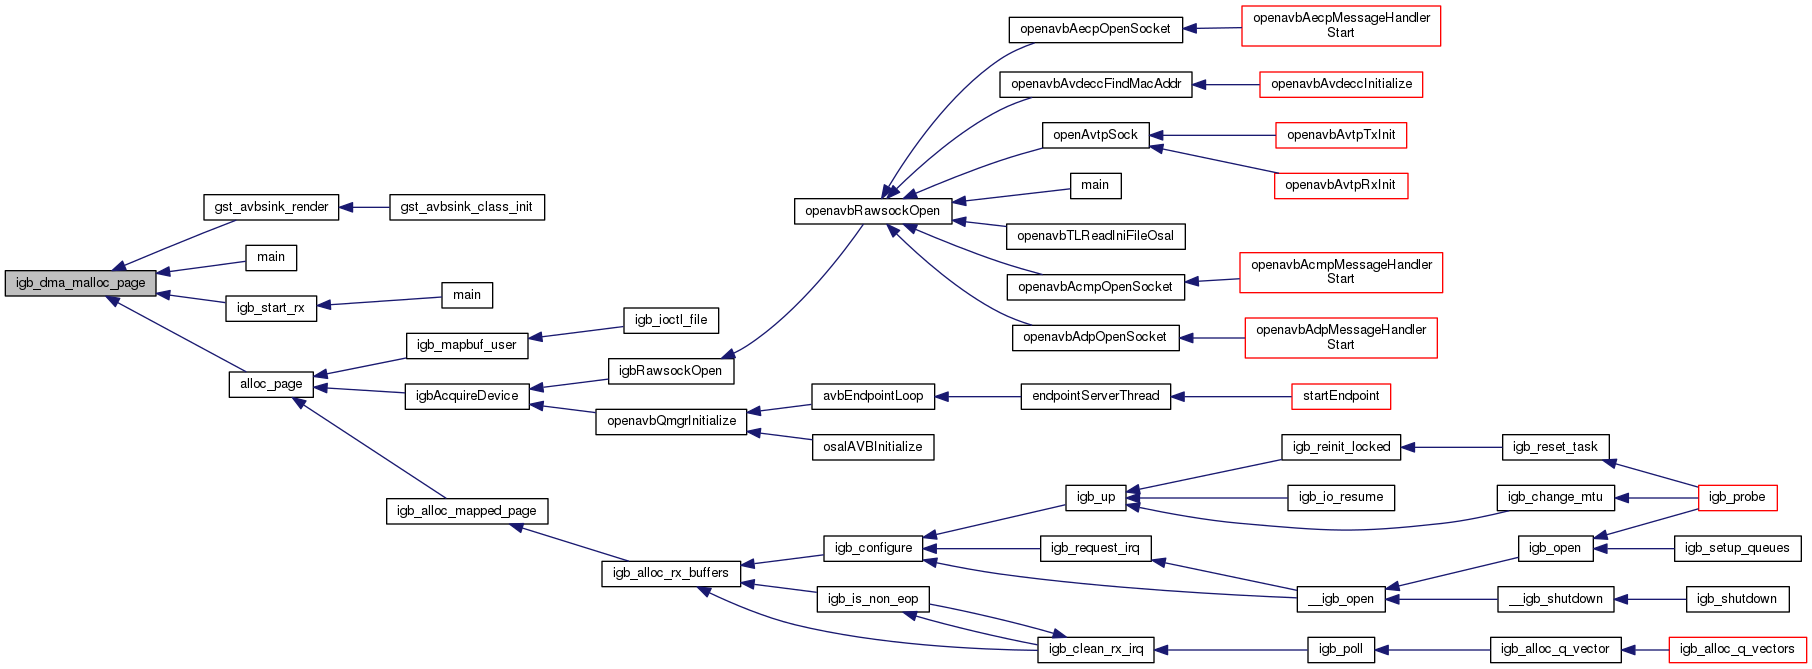 openavbAecpOpenSocket
openavbAecpMessageHandler
Start
openavbAvdeccFindMacAddr
openavbAvdeccInitialize
openAvtpSock
openavbAvtpTxInit
openavbAvtpRxInit
main
openavbRawsockOpen
openavbTLReadIniFileOsal
openavbAcmpOpenSocket
openavbAcmpMessageHandler
Start
openavbAdpOpenSocket
openavbAdpMessageHandler
Start
gst_avbsink_render
gst_avbsink_class_init
main
igb_dma_malloc_page
igb_start_rx
main
igb_mapbuf_user
igb_ioctl_file
alloc_page
igbAcquireDevice
igbRawsockOpen
openavbQmgrInitialize
avbEndpointLoop
endpointServerThread
startEndpoint
osalAVBInitialize
igb_alloc_mapped_page
igb_alloc_rx_buffers
igb_configure
igb_up
igb_reinit_locked
igb_reset_task
igb_io_resume
igb_change_mtu
igb_probe
igb_request_irq
igb_open
igb_setup_queues
igb_is_non_eop
__igb_open
__igb_shutdown
igb_shutdown
igb_clean_rx_irq
igb_poll
igb_alloc_q_vector
igb_alloc_q_vectors